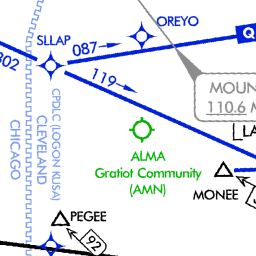 OREYO
Q
SLLAP
087
802
119
MOUN
110.6 M
CPDLC (LOGON KUSA)
CLEVELAND
CHICAGO
LA
ALMA
Gratiot Community
(AMN)
MONEE
PEGEE
92